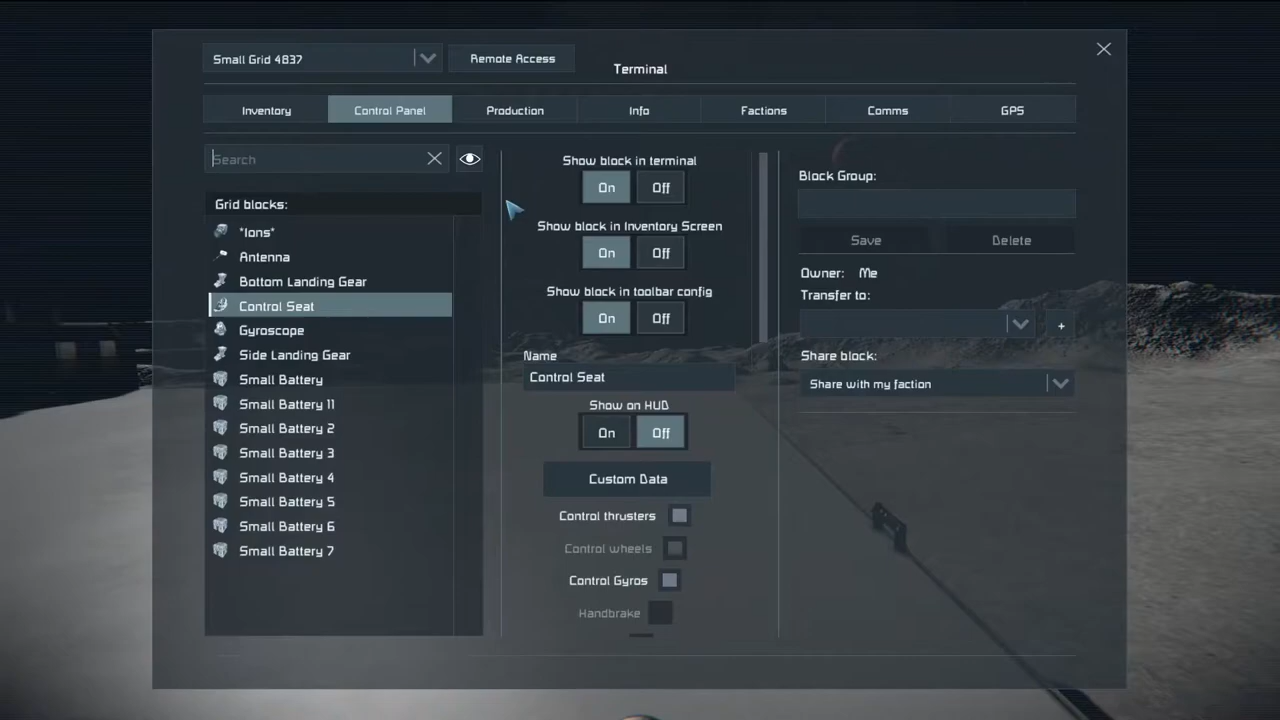 Small Grid 4837
Remote Access
Terminal
Inventory
Control Panel
Production
Info
Factions
Comms
GPS
Search
Grid blocks:
*Ions*
Antenna
Bottom Landing Gear
Control Seat
Gyroscope
Side Landing Gear
Small Battery
Small Battery 11
Small Battery 2
Small Battery 3
Small Battery 4
Small Battery 5
Small Battery 6
Small Battery 7
Show block in terminal
On Off
Show block in Inventory Screen
On Off
Show block in toolbar config
On Off
Name
Control Seat
Show on HUD
On Off
Custom Data
Control thrusters
Control wheels
Control Gyros
Handbrake
Block Group:
Save Delete
Owner: Me
Transfer to:
+
Share block:
Share with my faction